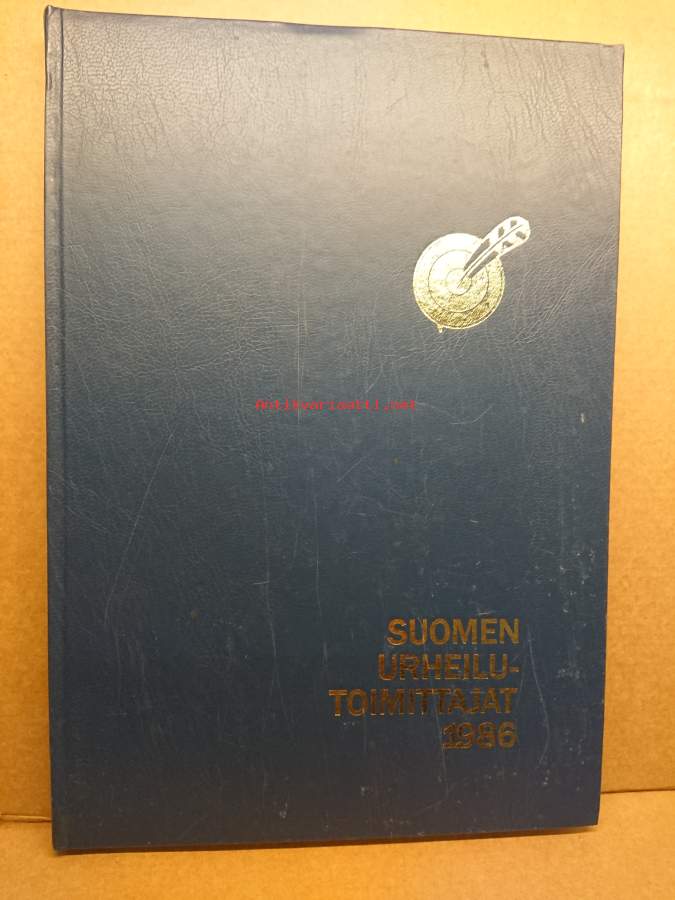 Antikvariaatti.net
SUOMEN
URHEILU-
TOIMITTAJAT
1986